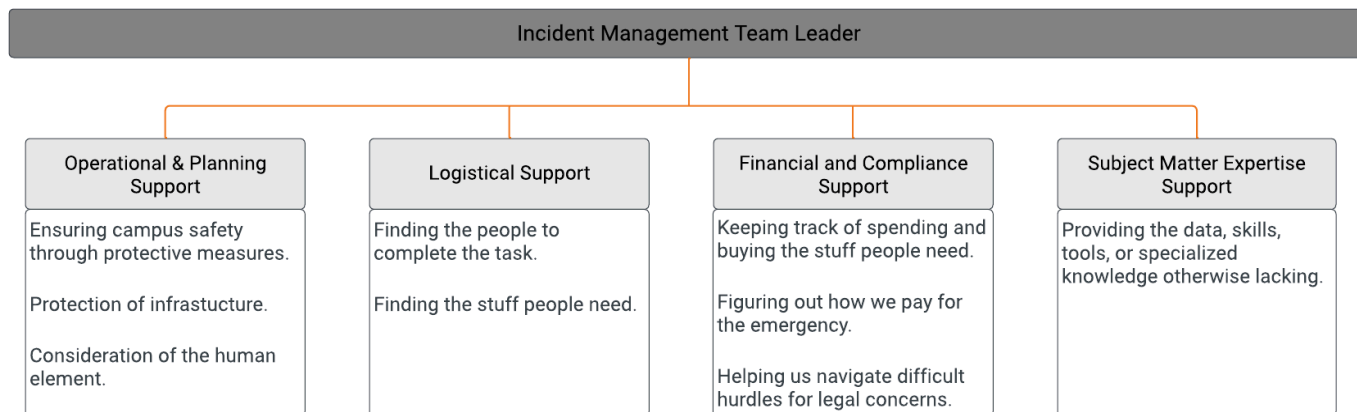 Incident Management Team Leader
Operational & Planning
Support
Ensuring campus safety
through protective measures.
Protection of infrastucture.
Consideration of the human
element.
Logistical Support
Finding the people to
complete the task.
Finding the stuff people need.
Financial and Compliance
Support
Keeping track of spending and
buying the stuff people need.
Figuring out how we pay for
the emergency.
Helping us navigate difficult
hurdles for legal concerns.
Subject Matter Expertise
Support
Providing the data, skills,
tools, or specialized
knowledge otherwise lacking.